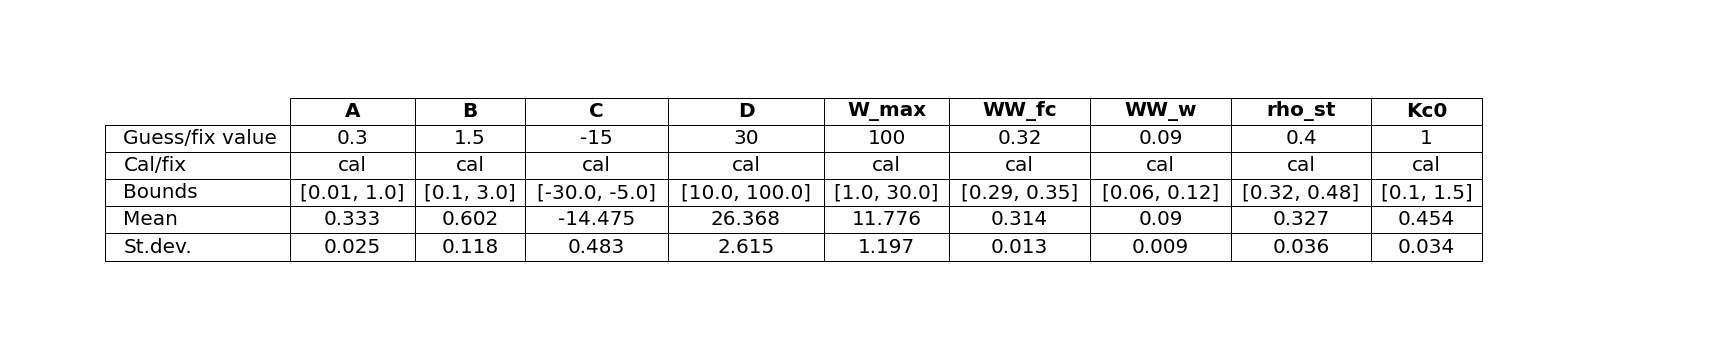 A B C D W_max WW_fc WW_w rho_st Kc0
Guess/fix value 0.3 1.5 -15 30 100 0.32 0.09 0.4 1
Cal/fix cal cal cal cal cal cal cal cal cal
Bounds [0.01, 1.0] [0.1, 3.0] [-30.0, -5.0] [10.0, 100.0] [1.0, 30.0] [0.29, 0.35] [0.06, 0.12] [0.32, 0.48] [0.1, 1.5]
Mean 0.333 0.602 -14.475 26.368 11.776 0.314 0.09 0.327 0.454
St.dev. 0.025 0.118 0.483 2.615 1.197 0.013 0.009 0.036 0.034